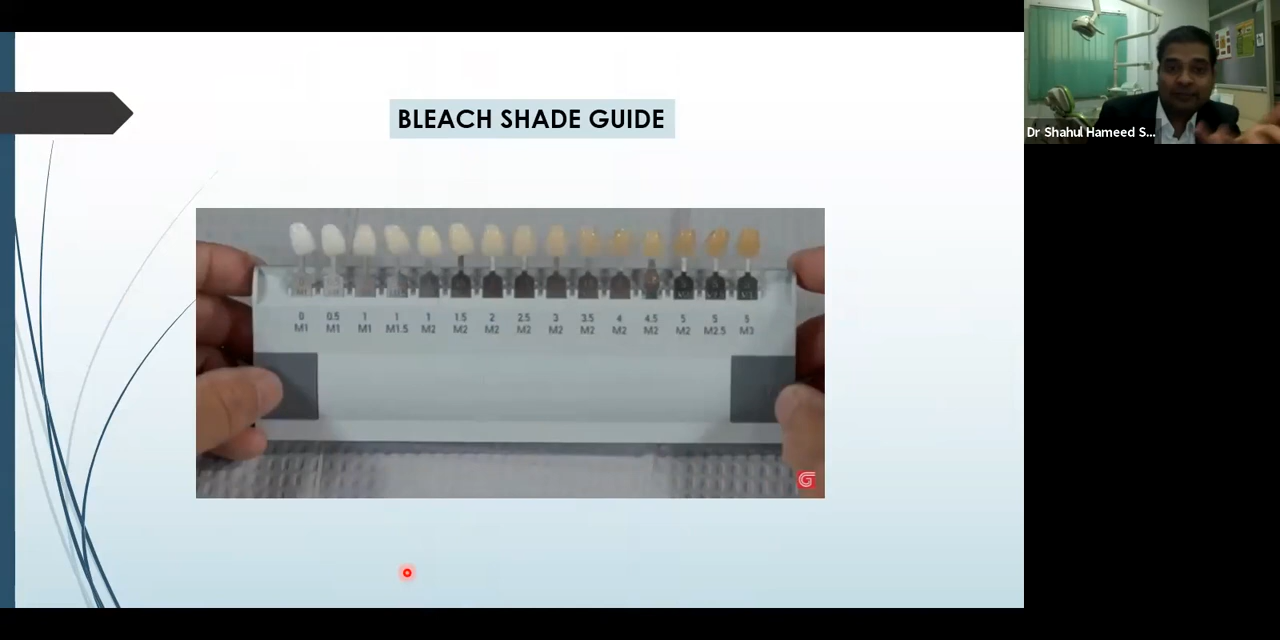 BLEACH SHADE GUIDE
0 0.5 1 1 1 1.5 2 2.5 3 3.5 4 4.5 5 5 5
M1 M1 M1 M1.5 M2 M2 M2 M2 M2 M2 M2 M2 M2 M2.5 M3
G
Dr Shahul Hameed S...